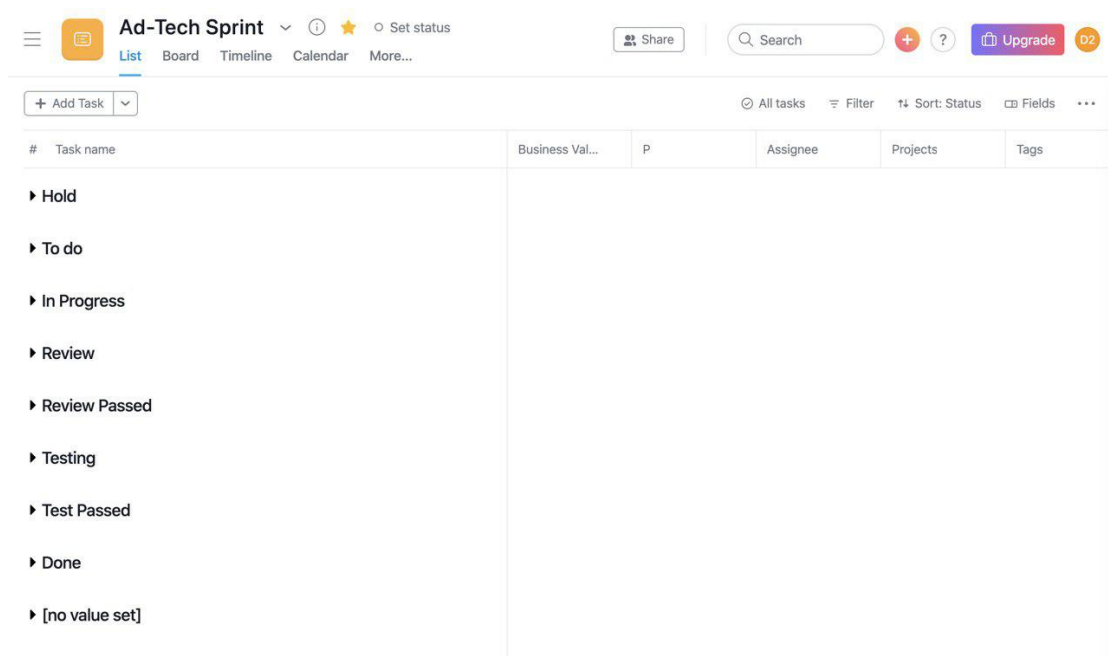 Ad-Tech Sprint
Set status
List Board Timeline Calendar More...
Share
Search
+
?
Upgrade
D2
+ Add Task
All tasks Filter Sort: Status Fields ...
# Task name Business Val... P Assignee Projects Tags
Hold
To do
In Progress
Review
Review Passed
Testing
Test Passed
Done
[no value set]